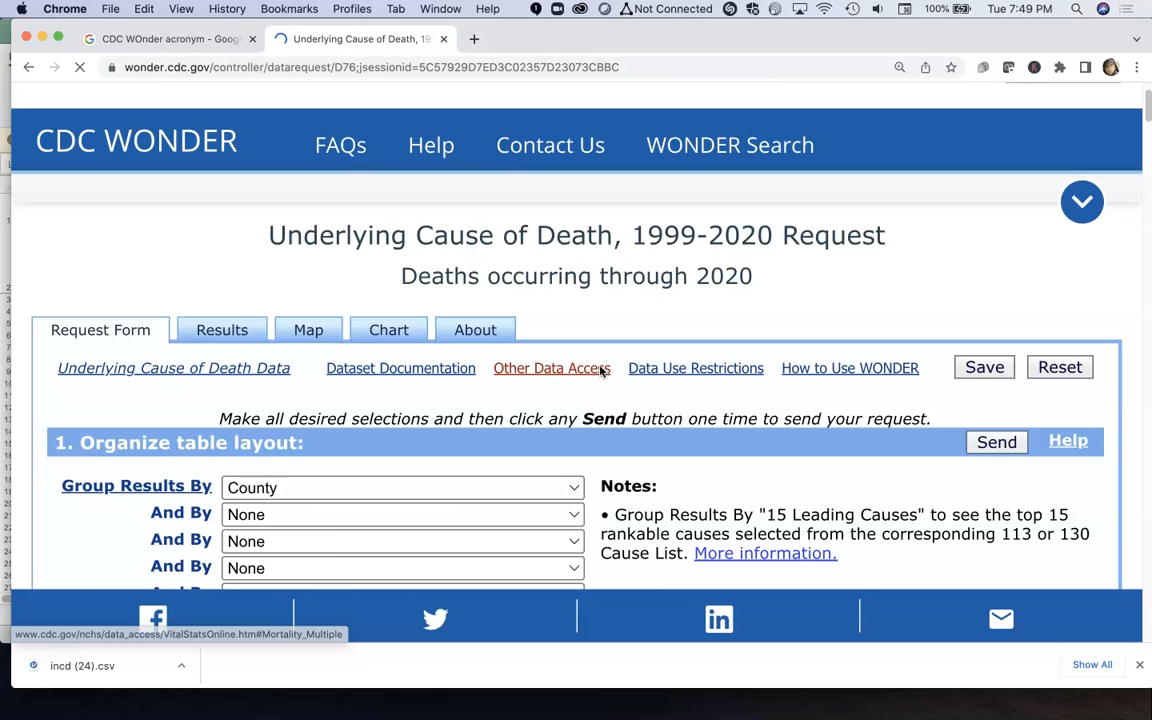 Chrome File Edit View History Bookmarks Profiles Tab Window Help Not Connected 100% Tue 7:49 PM
CDC WOnder acronym - Goog Underlying Cause of Death, 19
wonder.cdc.gov/controller/datarequest/D76;jsessionid=5C57929D7ED3C02357D23073CBBC
CDC WONDER FAQs Help Contact Us WONDER Search
Underlying Cause of Death, 1999-2020 Request
Deaths occurring through 2020
Request Form Results Map Chart About
Underlying Cause of Death Data Dataset Documentation Other Data Access Data Use Restrictions How to Use WONDER Save Reset
Make all desired selections and then click any Send button one time to send your request.
1. Organize table layout: Send Help
Group Results By County Notes:
And By None
• Group Results By "15 Leading Causes" to see the top 15
rankable causes selected from the corresponding 113 or 130
Cause List. More information.
And By None
And By None
www.cdc.gov/nchs/data_access/VitalStatsOnline.htm#Mortality_Multiple
incd (24).csv Show All